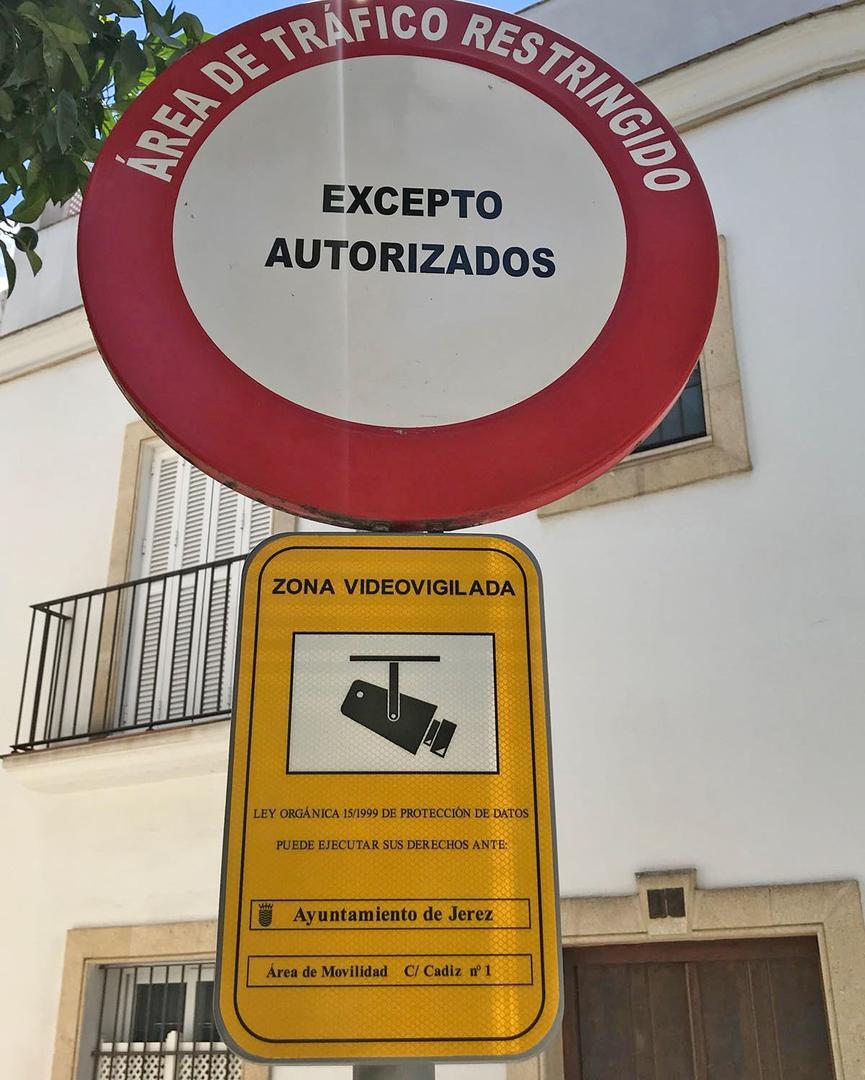 ÁREA DE TRÁFICO RESTRINGIDO
EXCEPTO
AUTORIZADOS
ZONA VIDEOVIGILADA
LEY ORGÁNICA 15/1999 DE PROTECCIÓN DE DATOS
PUEDE EJECUTAR SUS DERECHOS ANTE:
Ayuntamiento de Jerez
Área de Movilidad C/ Cadiz nº 1